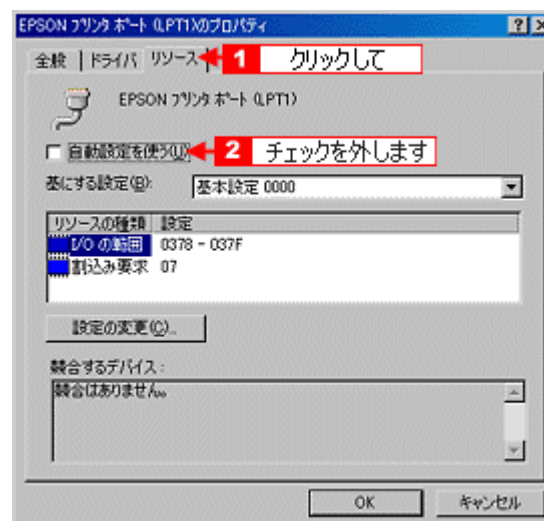 EPSON プリンタ ポート (LPT1)のプロパティ
全般 ドライバ リソース 1 クリックして
EPSON プリンタ ポート (LPT1)
自動設定を使う(U) 2 チェックを外します
基にする設定(B): 基本設定 0000
リソースの種類 設定
I/O の範囲 0378 - 037F
割込み要求 07
設定の変更(C)...
競合するデバイス:
競合はありません。
OK キャンセル